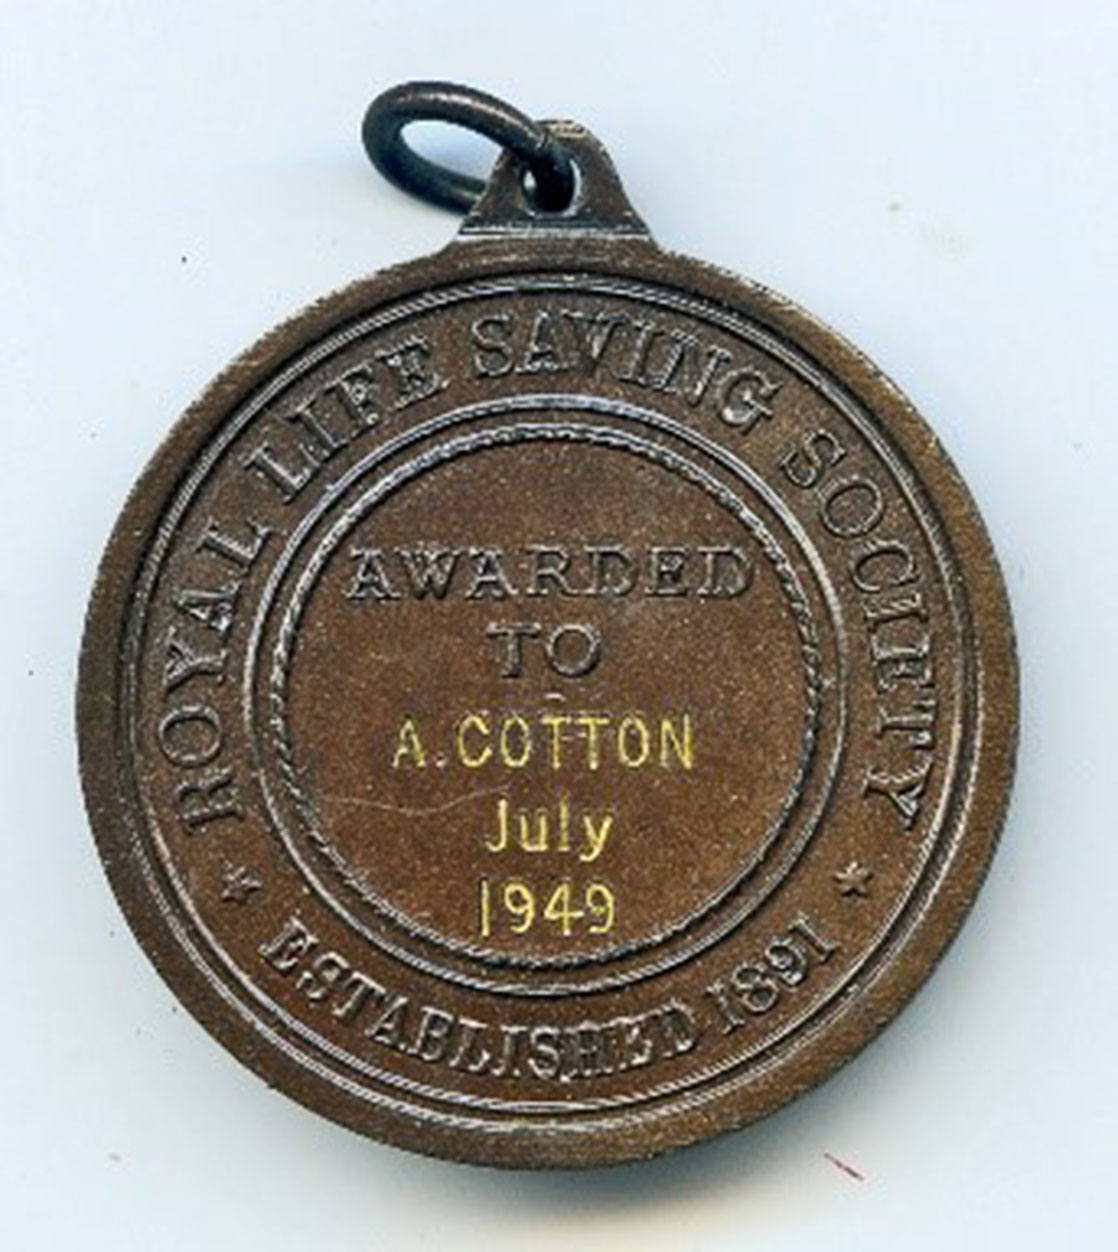 ROYAL LIFE SAVING SOCIETY
AWARDED
TO
A. COTTON
July
1949
ESTABLISHED 1891